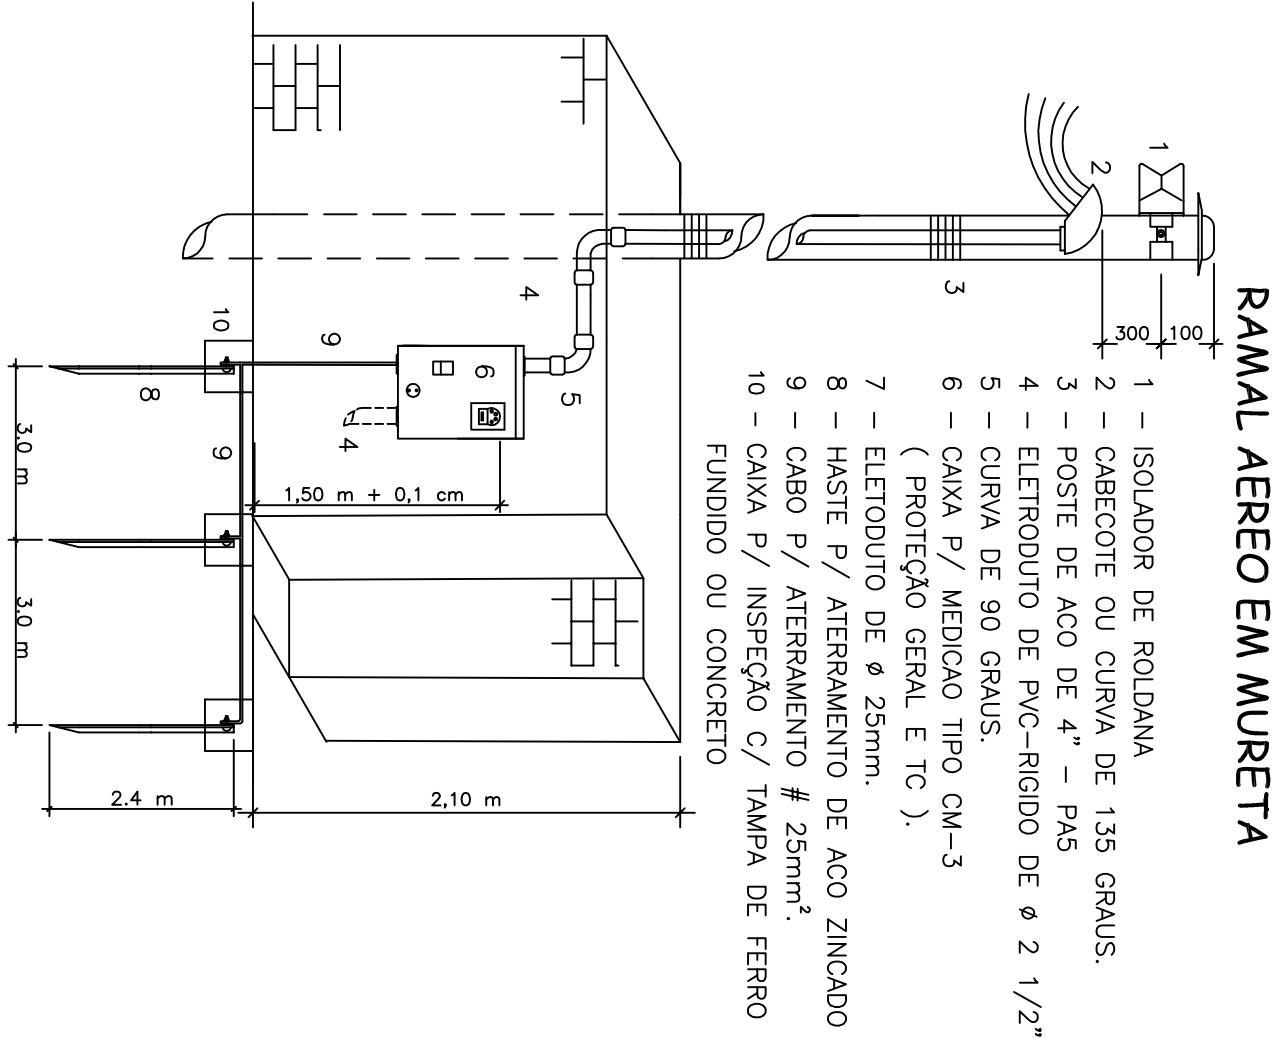 RAMAL AEREO EM MURETA
1 - ISOLADOR DE ROLDANA
2 - CABECOTE OU CURVA DE 135 GRAUS.
3 - POSTE DE ACO DE 4" - PA5
4 - ELETRODUTO DE PVC-RIGIDO DE ø 2 1/2"
5 - CURVA DE 90 GRAUS.
6 - CAIXA P/ MEDICAO TIPO CM-3
( PROTEÇÃO GERAL E TC ).
7 - ELETODUTO DE ø 25mm.
8 - HASTE P/ ATERRAMENTO DE ACO ZINCADO
9 - CABO P/ ATERRAMENTO # 25mm².
10 - CAIXA P/ INSPEÇÃO C/ TAMPA DE FERRO
FUNDIDO OU CONCRETO
1
2
100
300
3
4
5
6
4
9
10
8
9
1,50 m + 0,1 cm
3.0 m
3.0 m
2.4 m
2,10 m